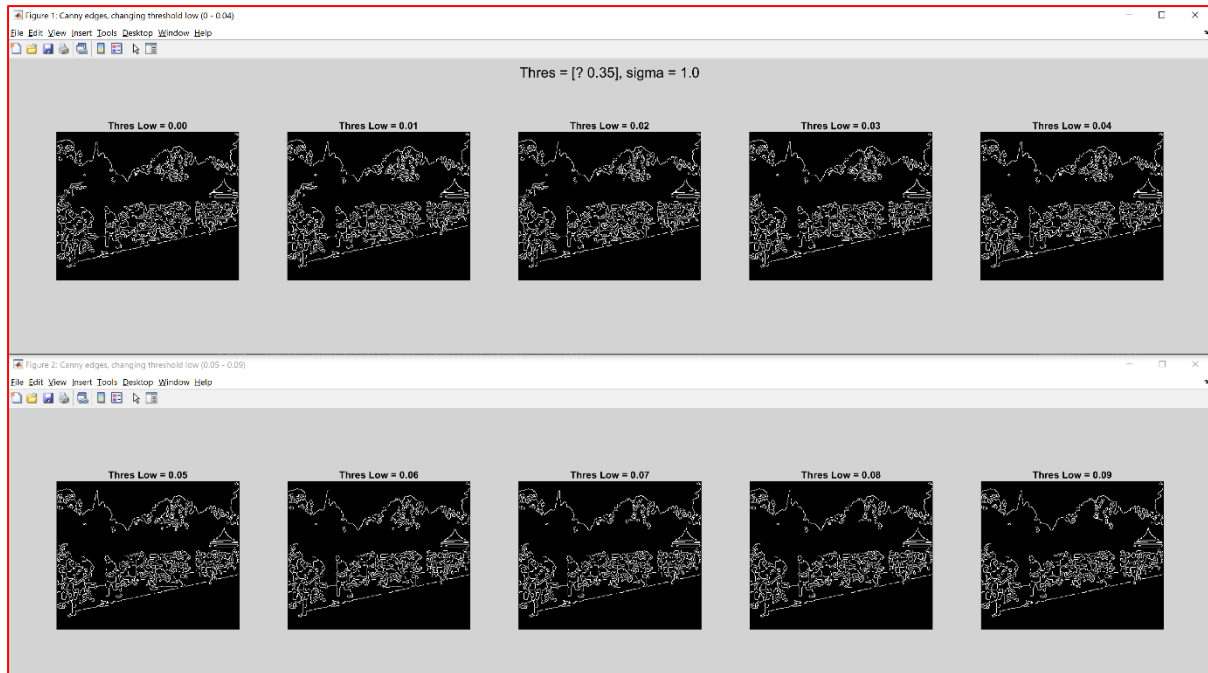 Figure 1: Canny edges, changing threshold low (0 - 0.04)
File Edit View Insert Tools Desktop Window Help
Thres = [? 0.35], sigma = 1.0
Thres Low = 0.00 Thres Low = 0.01 Thres Low = 0.02 Thres Low = 0.03 Thres Low = 0.04
Figure 2: Canny edges, changing threshold low (0.05 - 0.09)
File Edit View Insert Tools Desktop Window Help
Thres Low = 0.05 Thres Low = 0.06 Thres Low = 0.07 Thres Low = 0.08 Thres Low = 0.09